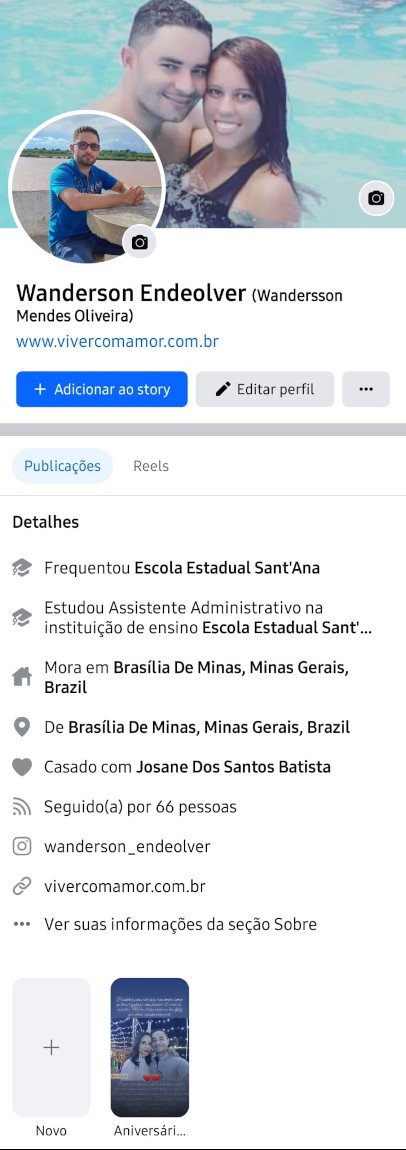 Wanderson Endeolver (Wandersson
Mendes Oliveira)
www.vivercomamor.com.br
+ Adicionar ao story
Editar perfil
Publicações
Reels
Detalhes
Frequentou Escola Estadual Sant'Ana
Estudou Assistente Administrativo na
instituição de ensino Escola Estadual Sant'...
Mora em Brasília De Minas, Minas Gerais,
Brazil
De Brasília De Minas, Minas Gerais, Brazil
Casado com Josane Dos Santos Batista
Seguido(a) por 66 pessoas
wanderson_endeolver
vivercomamor.com.br
Ver suas informações da seção Sobre
Novo
Aniversári...